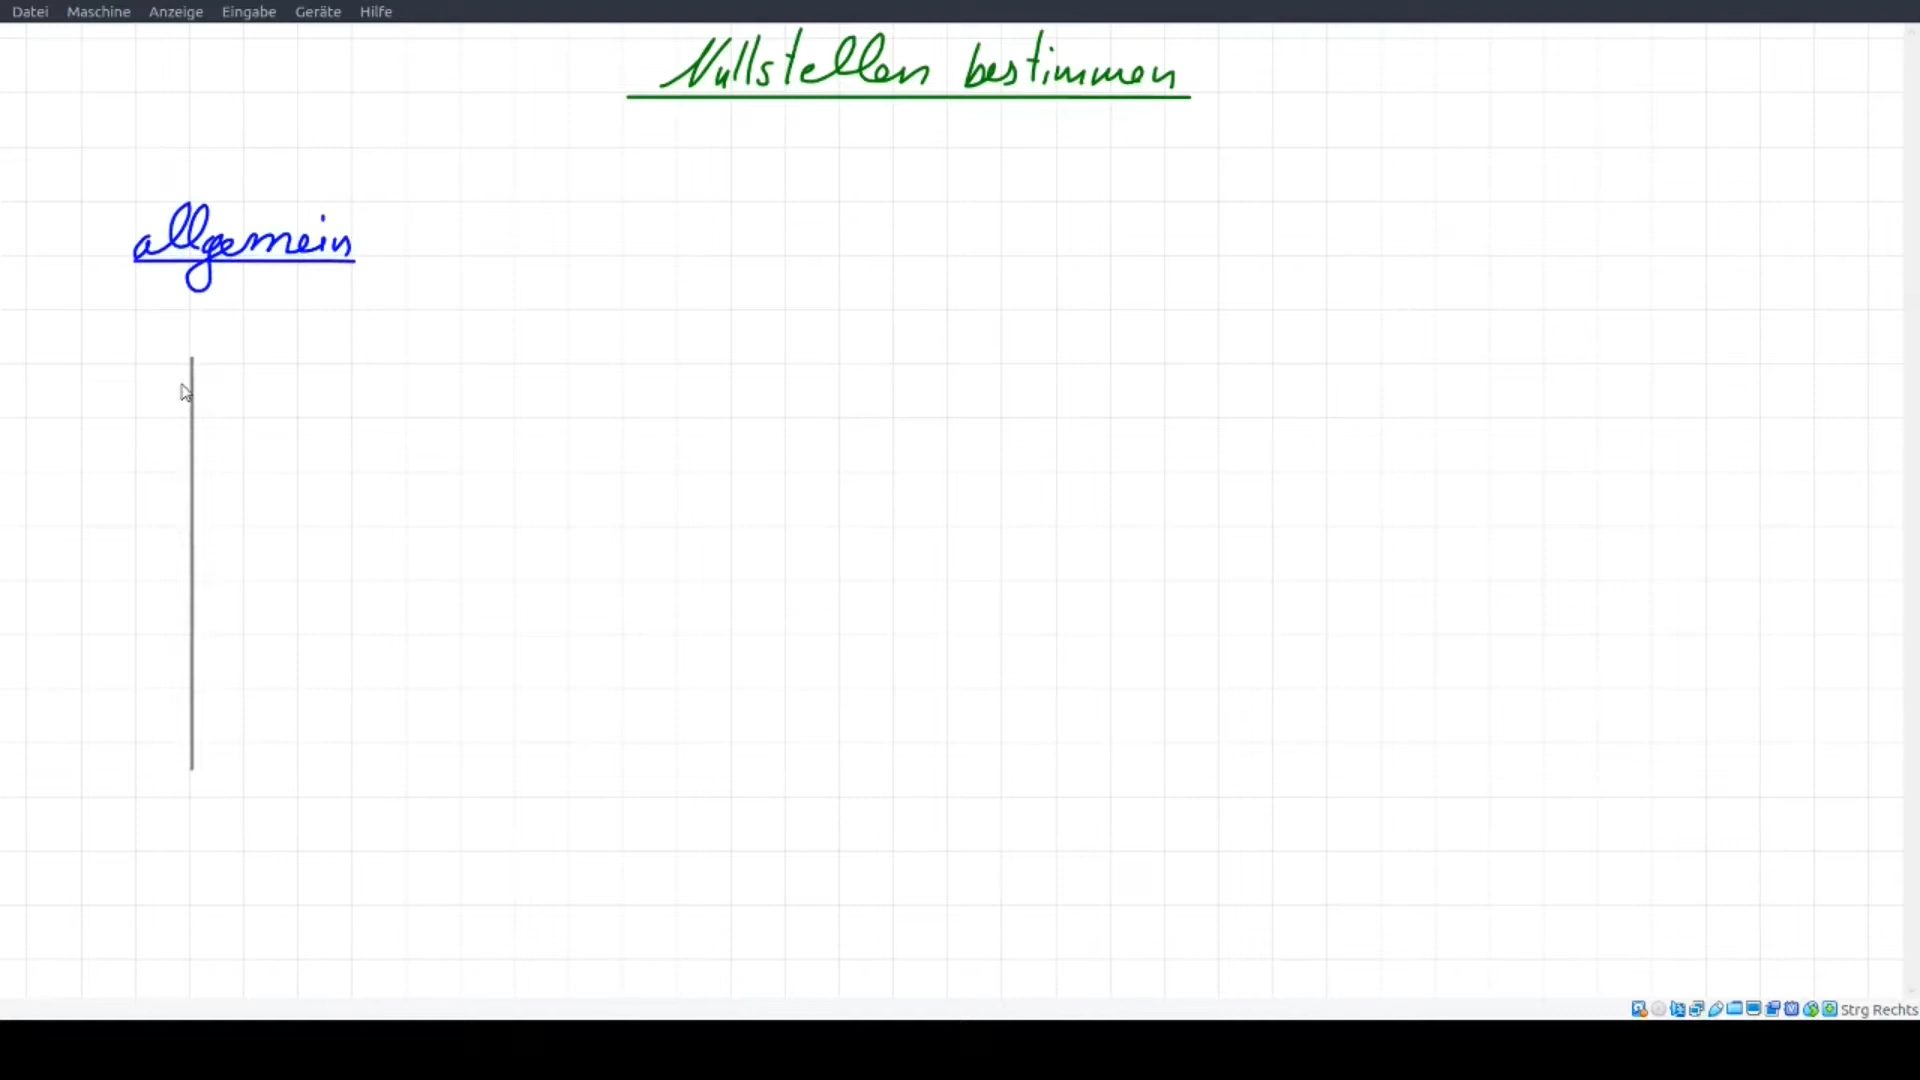 Datei Maschine Anzeige Eingabe Geräte Hilfe
Nullstellen bestimmen
allgemein
Strg Rechts